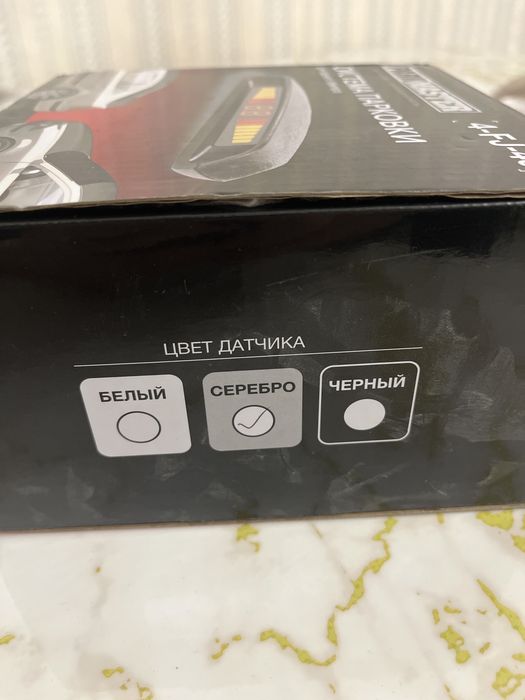 СИСТЕМА ПАРКОВКИ
ЦВЕТ ДАТЧИКА
БЕЛЫЙ
СЕРЕБРО
ЧЕРНЫЙ